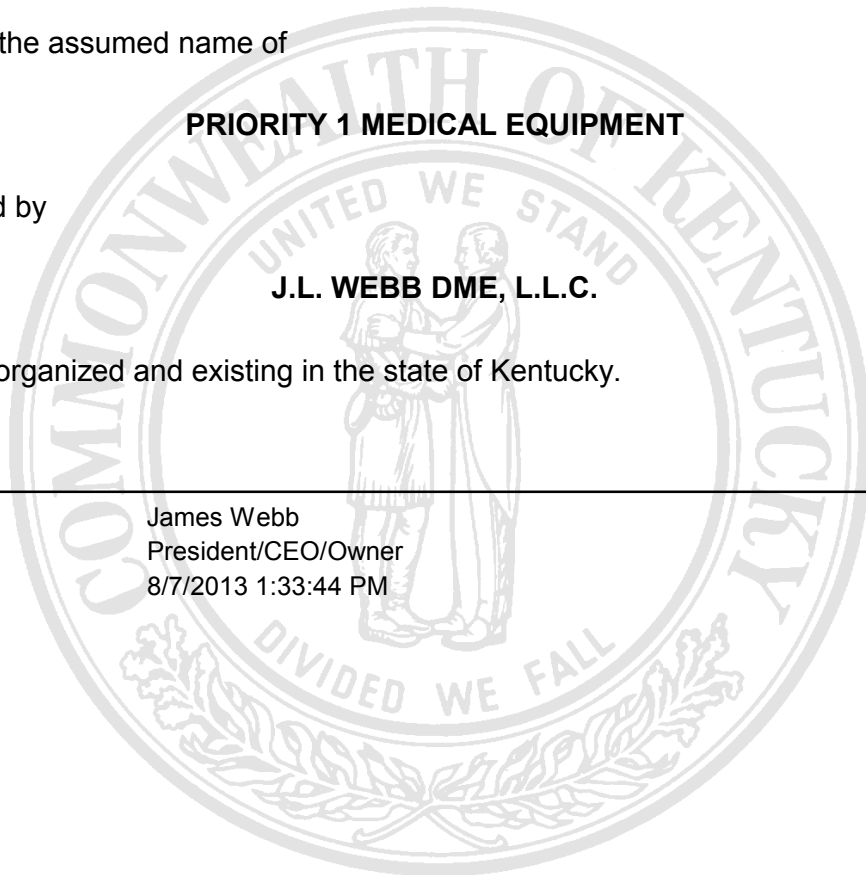 the assumed name of
PRIORITY 1 MEDICAL EQUIPMENT
d by
J.L. WEBB DME, L.L.C.
organized and existing in the state of Kentucky.
James Webb
President/CEO/Owner
8/7/2013 1:33:44 PM
COMMONWEALTH OF KENTUCKY
UNITED WE STAND
DIVIDED WE FALL